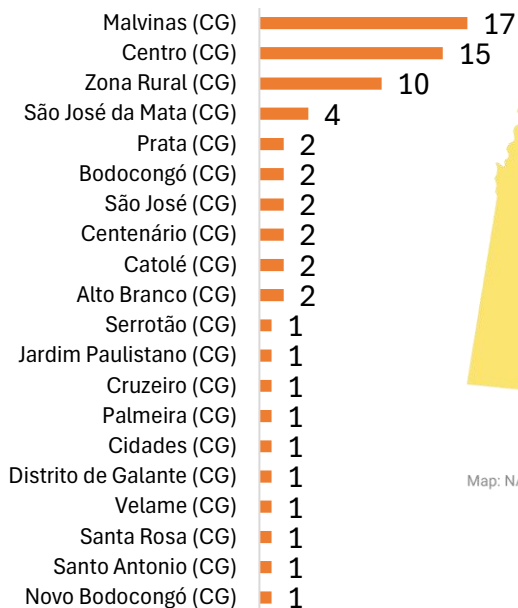 Malvinas (CG) 17
Centro (CG) 15
Zona Rural (CG) 10
São José da Mata (CG) 4
Prata (CG) 2
Bodocongó (CG) 2
São José (CG) 2
Centenário (CG) 2
Catolé (CG) 2
Alto Branco (CG) 2
Serrotão (CG) 1
Jardim Paulistano (CG) 1
Cruzeiro (CG) 1
Palmeira (CG) 1
Cidades (CG) 1
Distrito de Galante (CG) 1
Map: NA
Velame (CG) 1
Santa Rosa (CG) 1
Santo Antonio (CG) 1
Novo Bodocongó (CG) 1